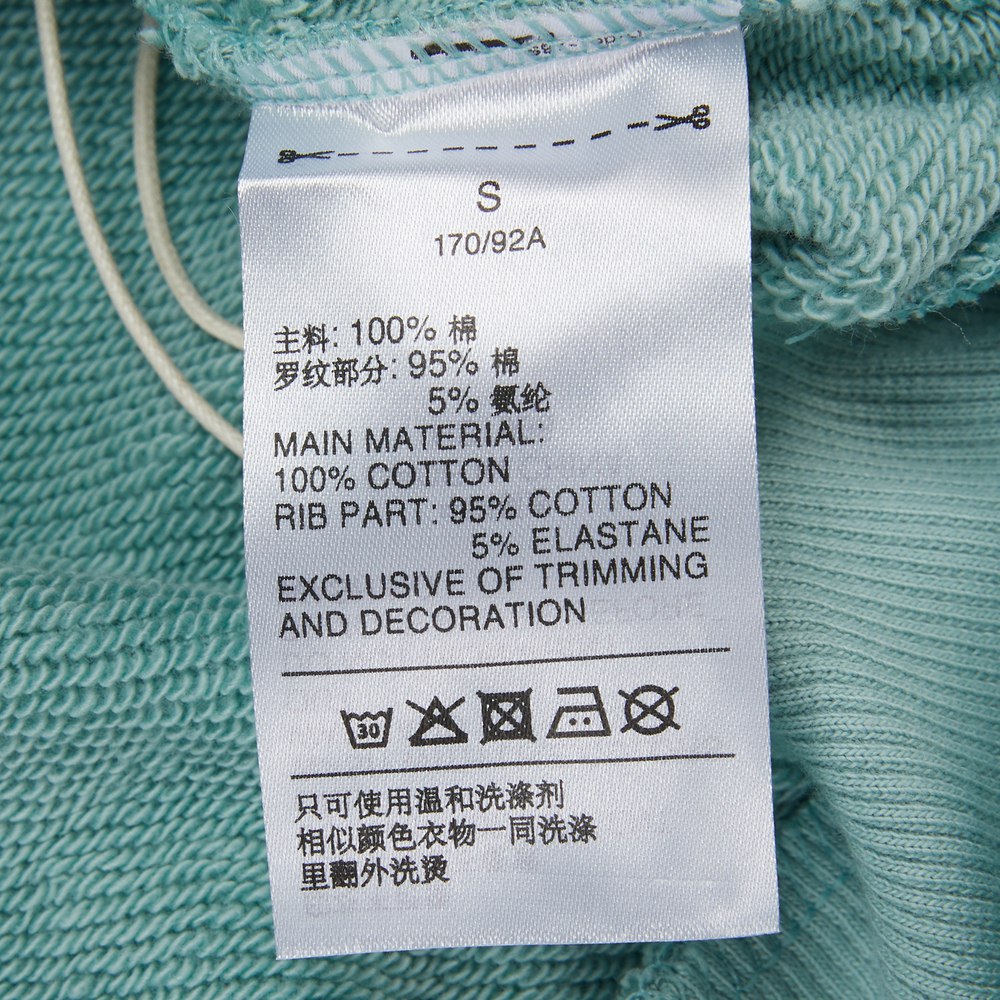 S
170/92A
主料: 100% 棉
罗纹部分: 95% 棉
5% 氨纶
MAIN MATERIAL:
100% COTTON
RIB PART: 95% COTTON
5% ELASTANE
EXCLUSIVE OF TRIMMING
AND DECORATION
30
只可使用温和洗涤剂
相似颜色衣物一同洗涤
里翻外洗烫